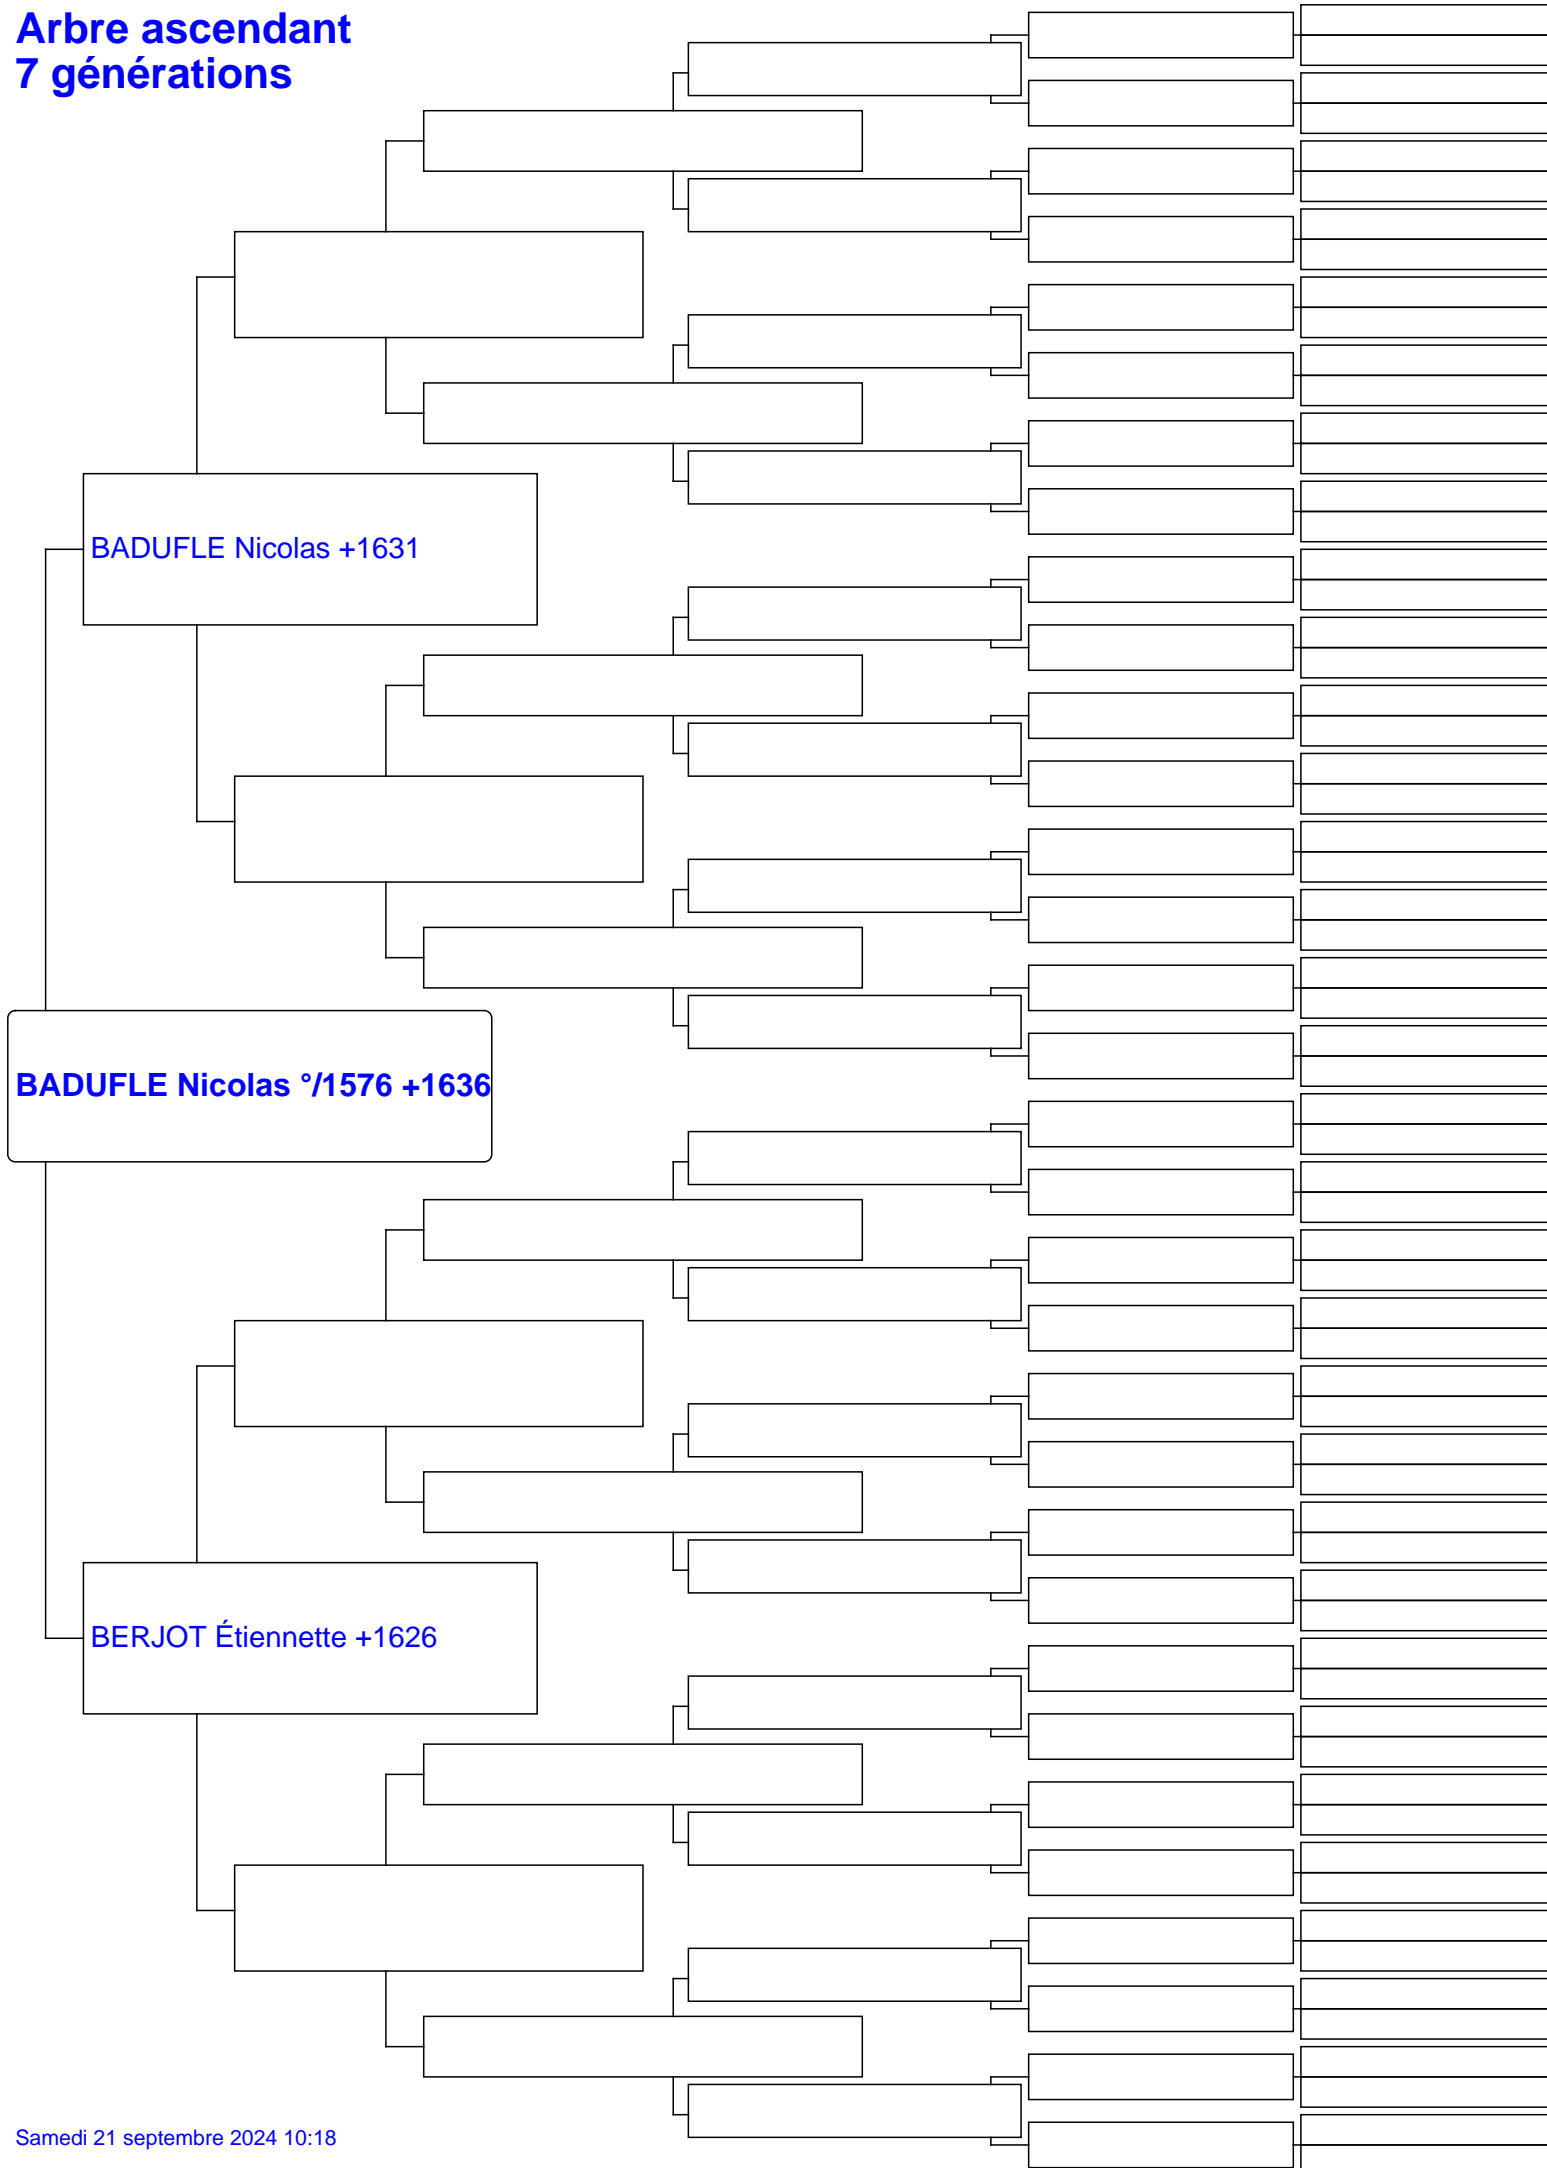 Arbre ascendant
7 générations
BADUFLE Nicolas +1631
BADUFLE Nicolas °/1576 +1636
BERJOT Étiennette +1626
Samedi 21 septembre 2024 10:18